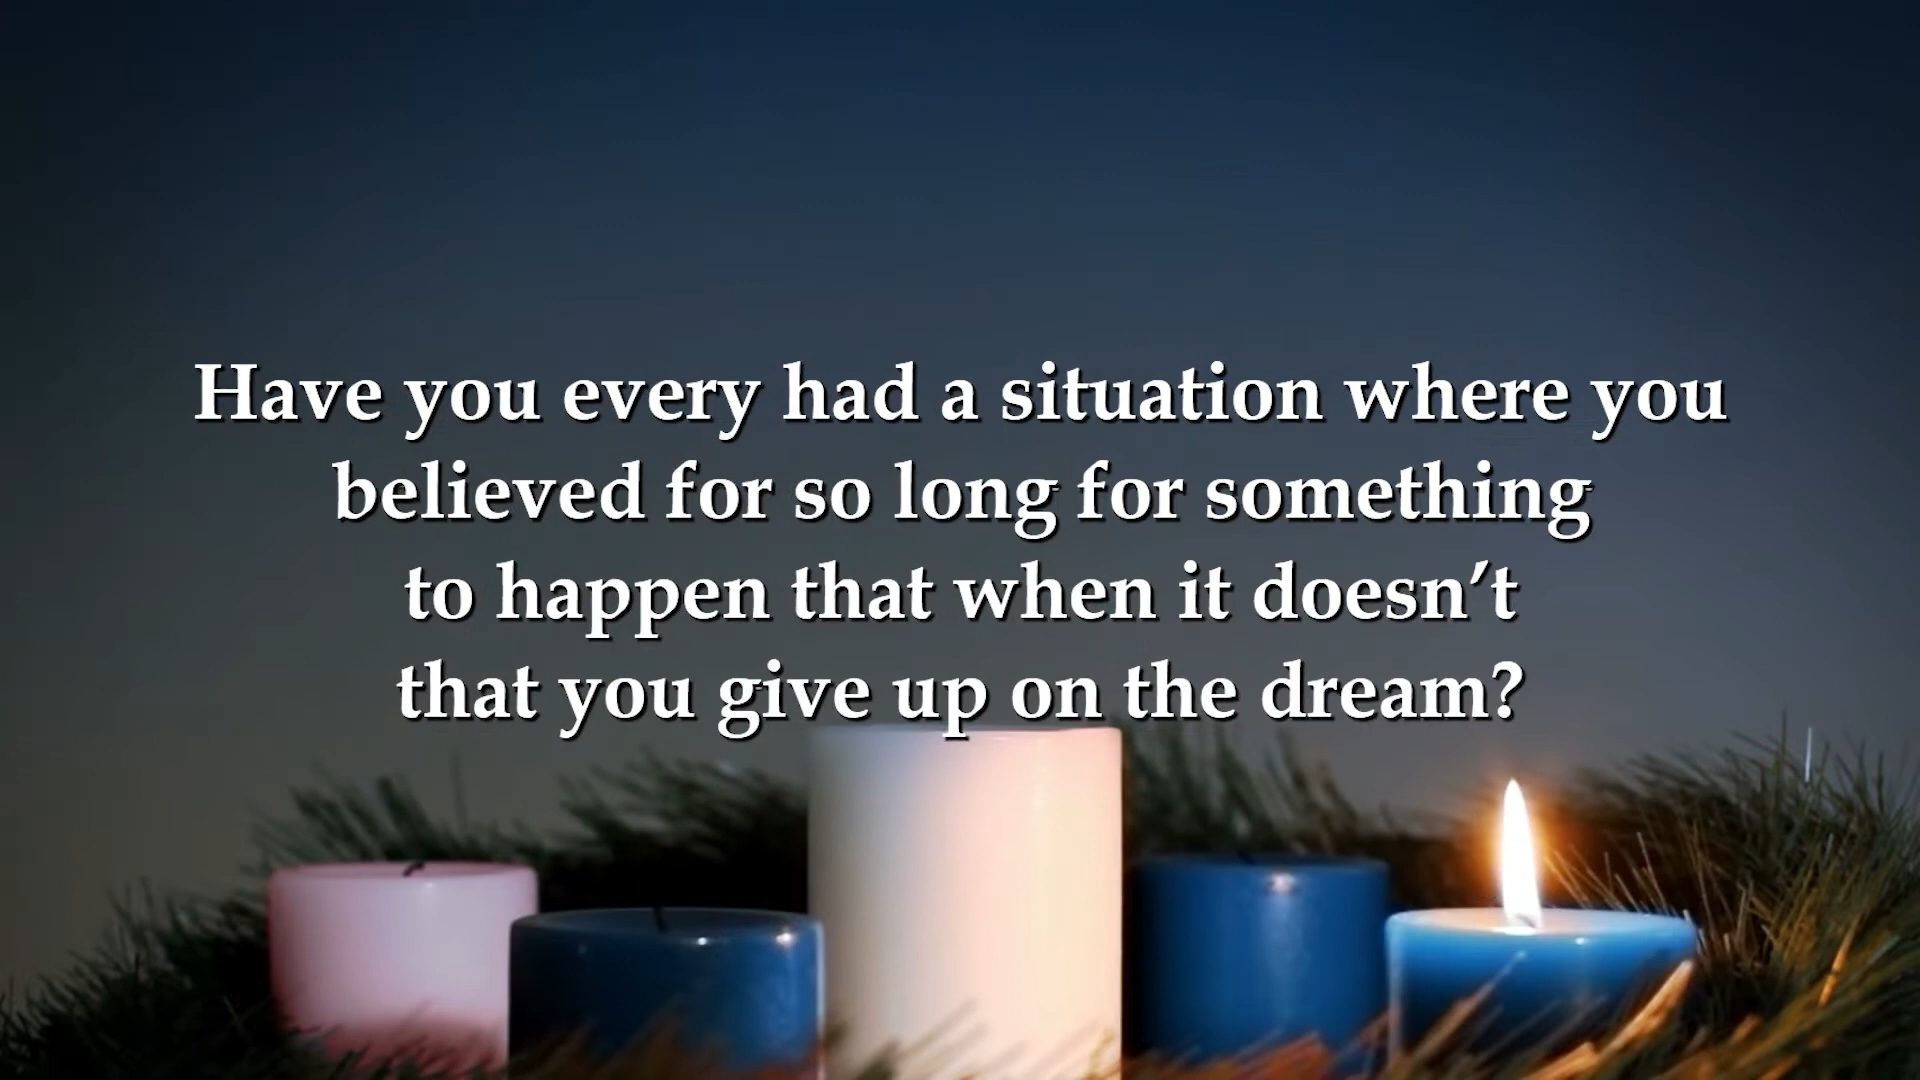 Have you every had a situation where you
believed for so long for something
to happen that when it doesn’t
that you give up on the dream?